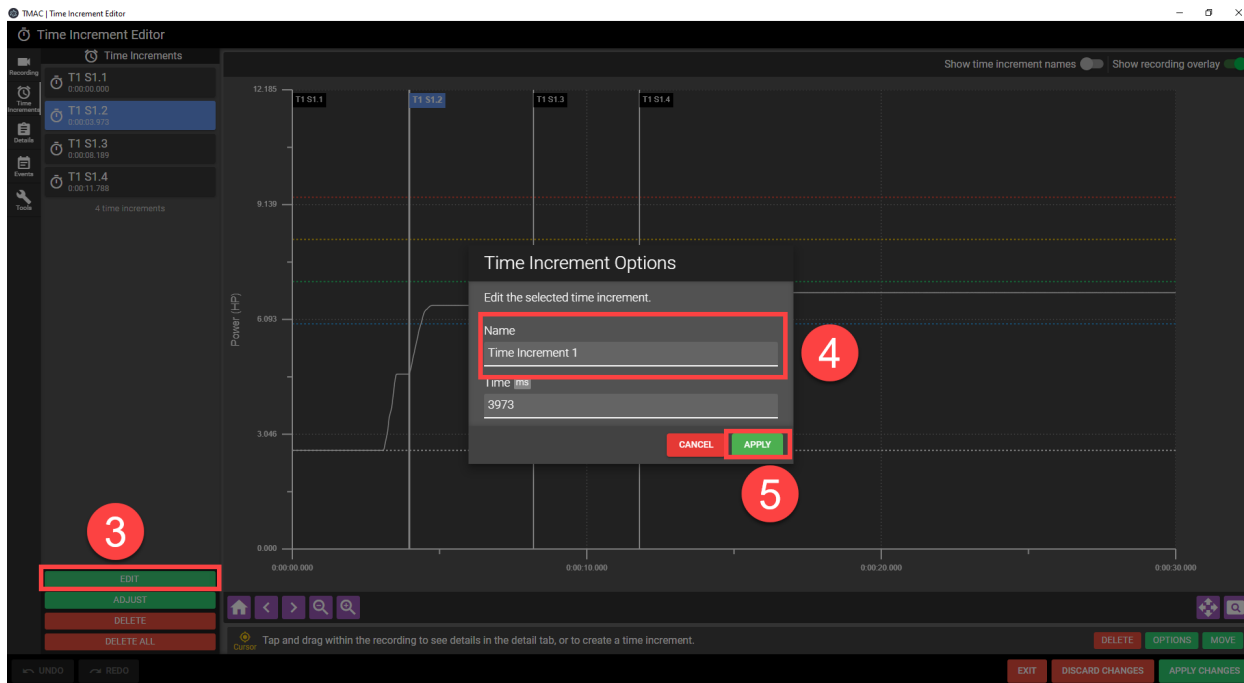 TMAC | Time Increment Editor
Time Increment Editor
Recording
Time Increments
Details
Events
Tools
Time Increments
T1 S1.1
0:00:00.000
T1 S1.2
0:00:03.973
T1 S1.3
0:00:08.189
T1 S1.4
0:00:11.788
4 time increments
3
EDIT
ADJUST
DELETE
DELETE ALL
Show time increment names
Show recording overlay
12.185
9.139
6.093
3.046
0.000
Power (HP)
T1 S1.1
T1 S1.2
T1 S1.3
T1 S1.4
0:00:00.000
0:00:10.000
0:00:20.000
0:00:30.000
Time Increment Options
Edit the selected time increment.
Name
Time Increment 1
4
Time ms
3973
CANCEL
APPLY
5
Cursor
Tap and drag within the recording to see details in the detail tab, or to create a time increment.
DELETE
OPTIONS
MOVE
UNDO
REDO
EXIT
DISCARD CHANGES
APPLY CHANGES